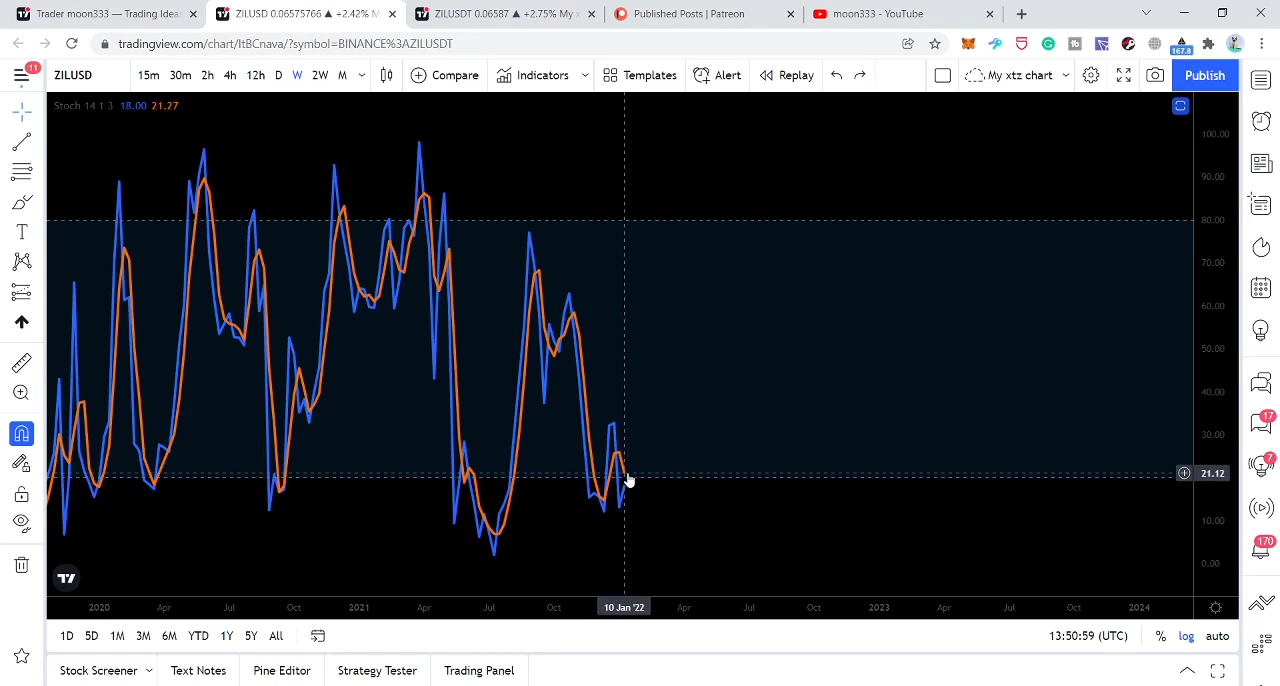 Trader moon333 — Trading Ideas
ZILUSD 0.06575766 ▲ +2.42% M
ZILUSDT 0.06587 ▲ +2.75% My x
Published Posts | Patreon
moon333 - YouTube
tradingview.com/chart/ItBCnava/?symbol=BINANCE%3AZILUSDT
167.8
11
ZILUSD
15m 30m 2h 4h 12h D W 2W M
Compare
Indicators
Templates
Alert
Replay
My xtz chart
Publish
Stoch 14 1 3 18.00 21.27
100.00
90.00
80.00
70.00
60.00
50.00
40.00
30.00
21.12
10.00
0.00
17
7
170
2020 Apr Jul Oct 2021 Apr Jul Oct 10 Jan '22 Apr Jul Oct 2023 Apr Jul Oct 2024
1D 5D 1M 3M 6M YTD 1Y 5Y All
13:50:59 (UTC) % log auto
Stock Screener Text Notes Pine Editor Strategy Tester Trading Panel